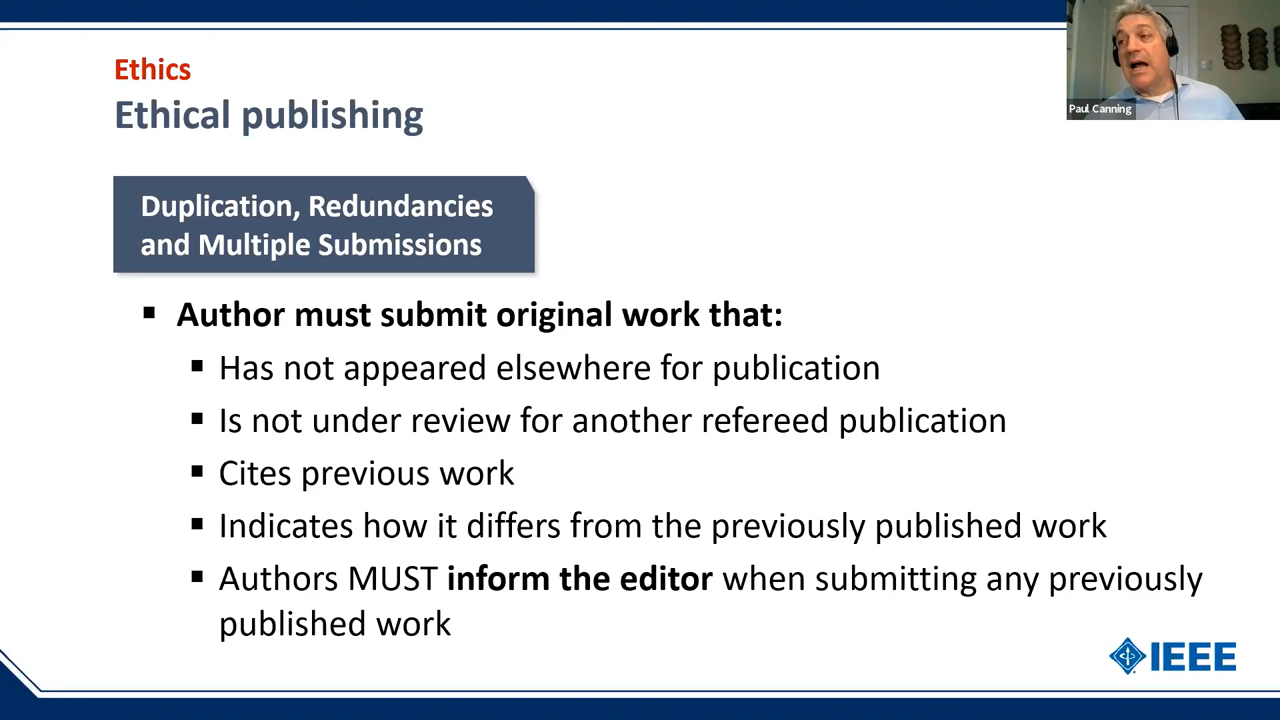 Ethics
Ethical publishing
Paul Canning
Duplication, Redundancies
and Multiple Submissions
Author must submit original work that:
Has not appeared elsewhere for publication
Is not under review for another refereed publication
Cites previous work
Indicates how it differs from the previously published work
Authors MUST inform the editor when submitting any previously
published work
IEEE